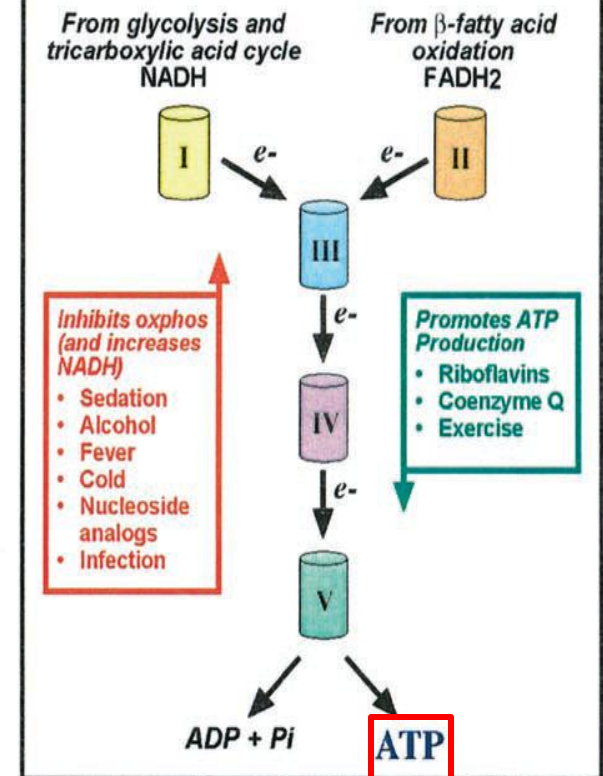 From glycolysis and
tricarboxylic acid cycle
NADH
From β-fatty acid
oxidation
FADH2
I
e-
e-
II
III
Inhibits oxphos
(and increases
NADH)
• Sedation
• Alcohol
• Fever
• Cold
• Nucleoside
analogs
• Infection
e-
Promotes ATP
Production
• Riboflavins
• Coenzyme Q
• Exercise
IV
e-
V
ADP + Pi
ATP